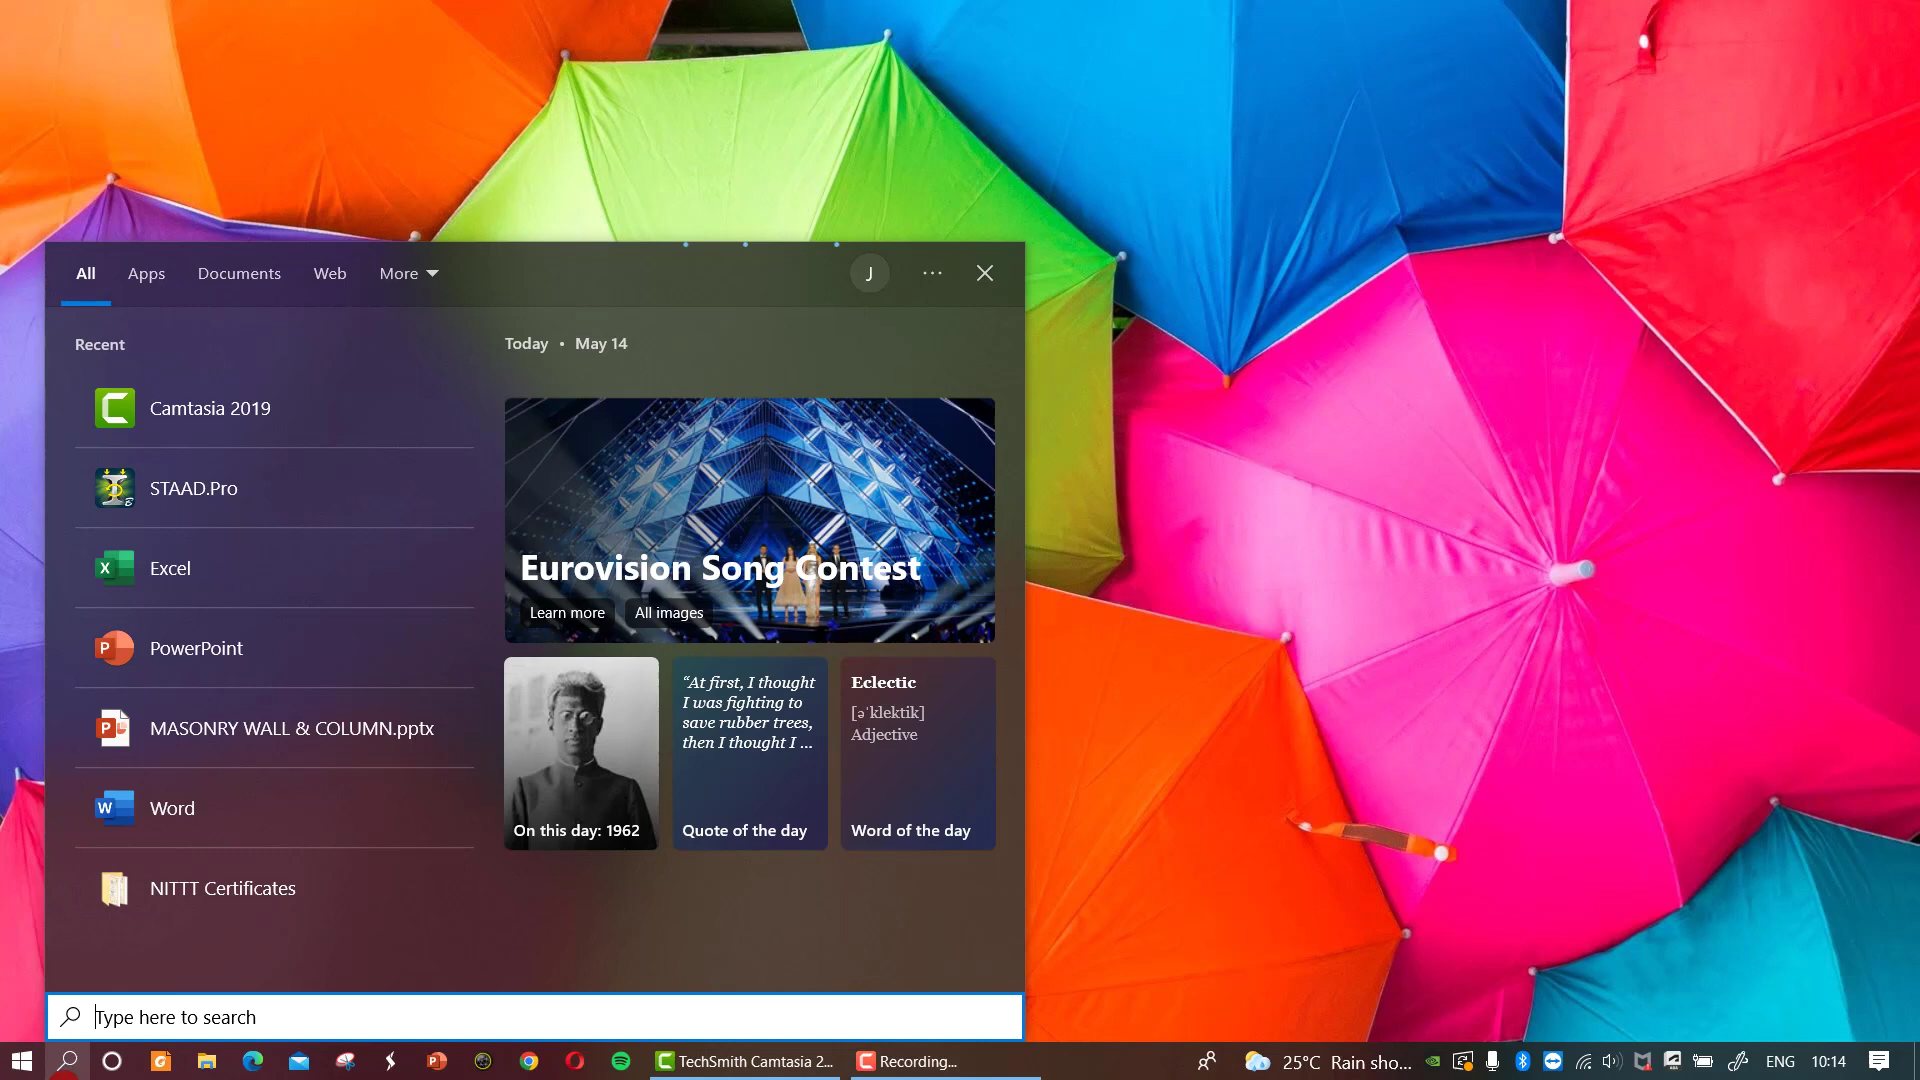 All Apps Documents Web More J
Recent
Camtasia 2019
STAAD.Pro
Excel
PowerPoint
MASONRY WALL & COLUMN.pptx
Word
NITTT Certificates
Today • May 14
Eurovision Song Contest
Learn more All images
On this day: 1962
“At first, I thought
I was fighting to
save rubber trees,
then I thought I ...
Quote of the day
Eclectic
[əˈklektik]
Adjective
Word of the day
Type here to search
TechSmith Camtasia 2... Recording... 25°C Rain sho... ENG 10:14